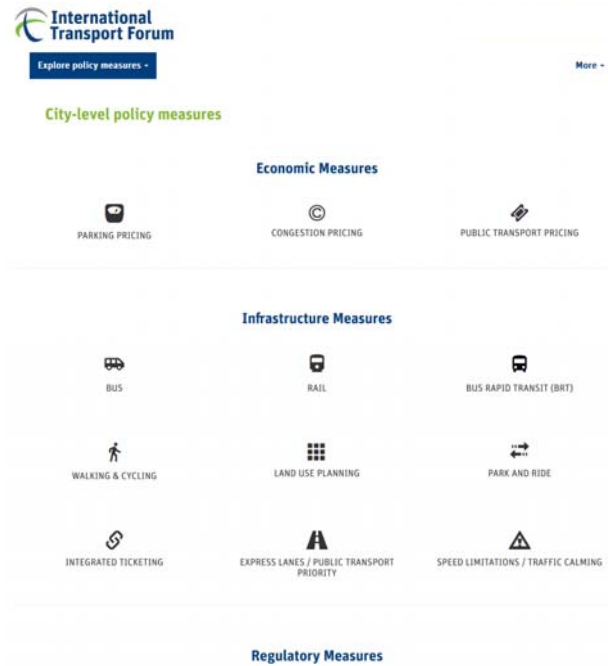 International
Transport Forum
Explore policy measures -
More -
City-level policy measures
Economic Measures
PARKING PRICING
CONGESTION PRICING
PUBLIC TRANSPORT PRICING
Infrastructure Measures
BUS
RAIL
BUS RAPID TRANSIT (BRT)
WALKING & CYCLING
LAND USE PLANNING
PARK AND RIDE
INTEGRATED TICKETING
EXPRESS LANES / PUBLIC TRANSPORT
PRIORITY
SPEED LIMITATIONS / TRAFFIC CALMING
Regulatory Measures